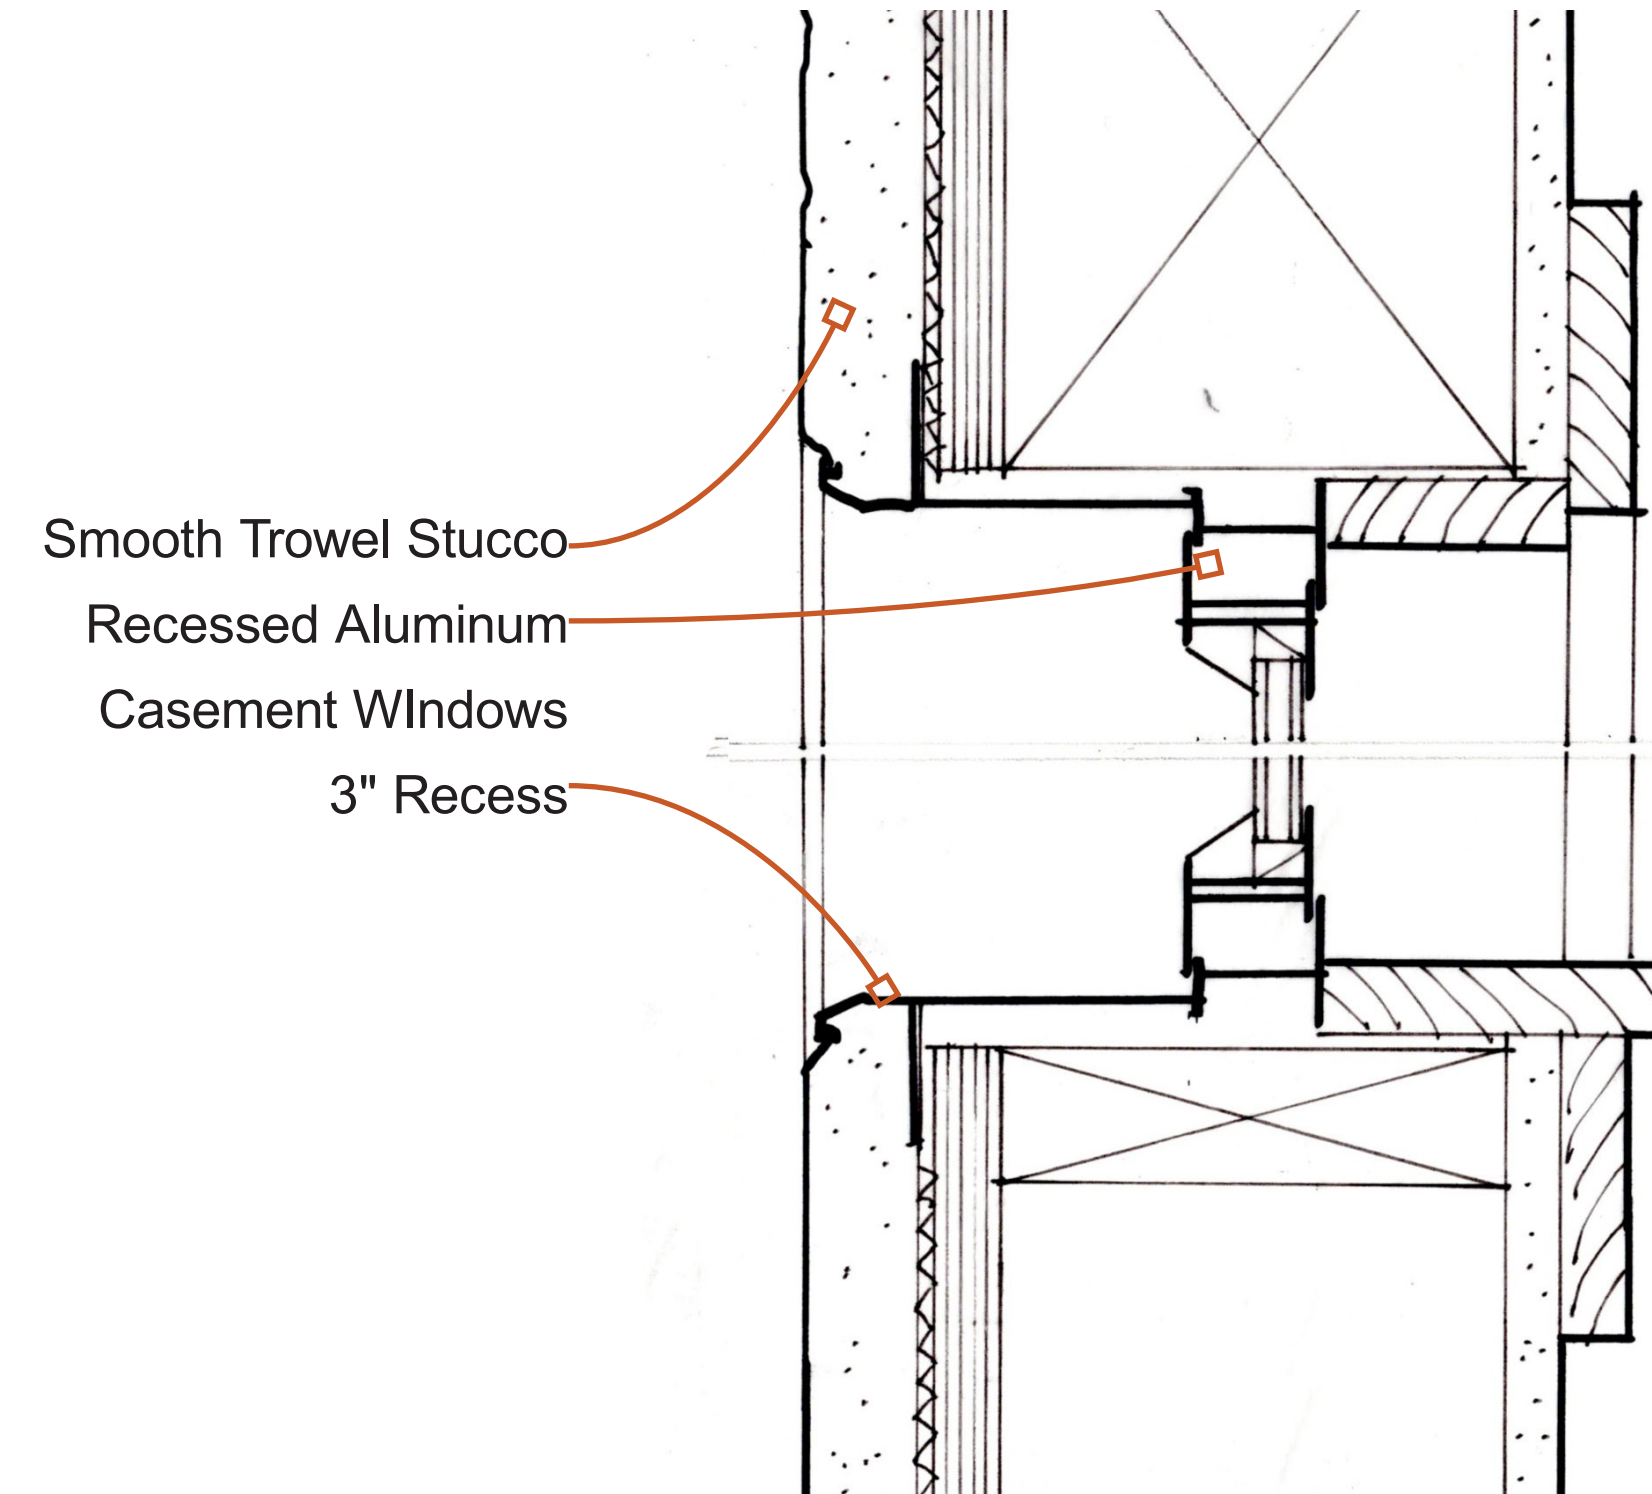 Smooth Trowel Stucco
Recessed Aluminum
Casement WIndows
3" Recess